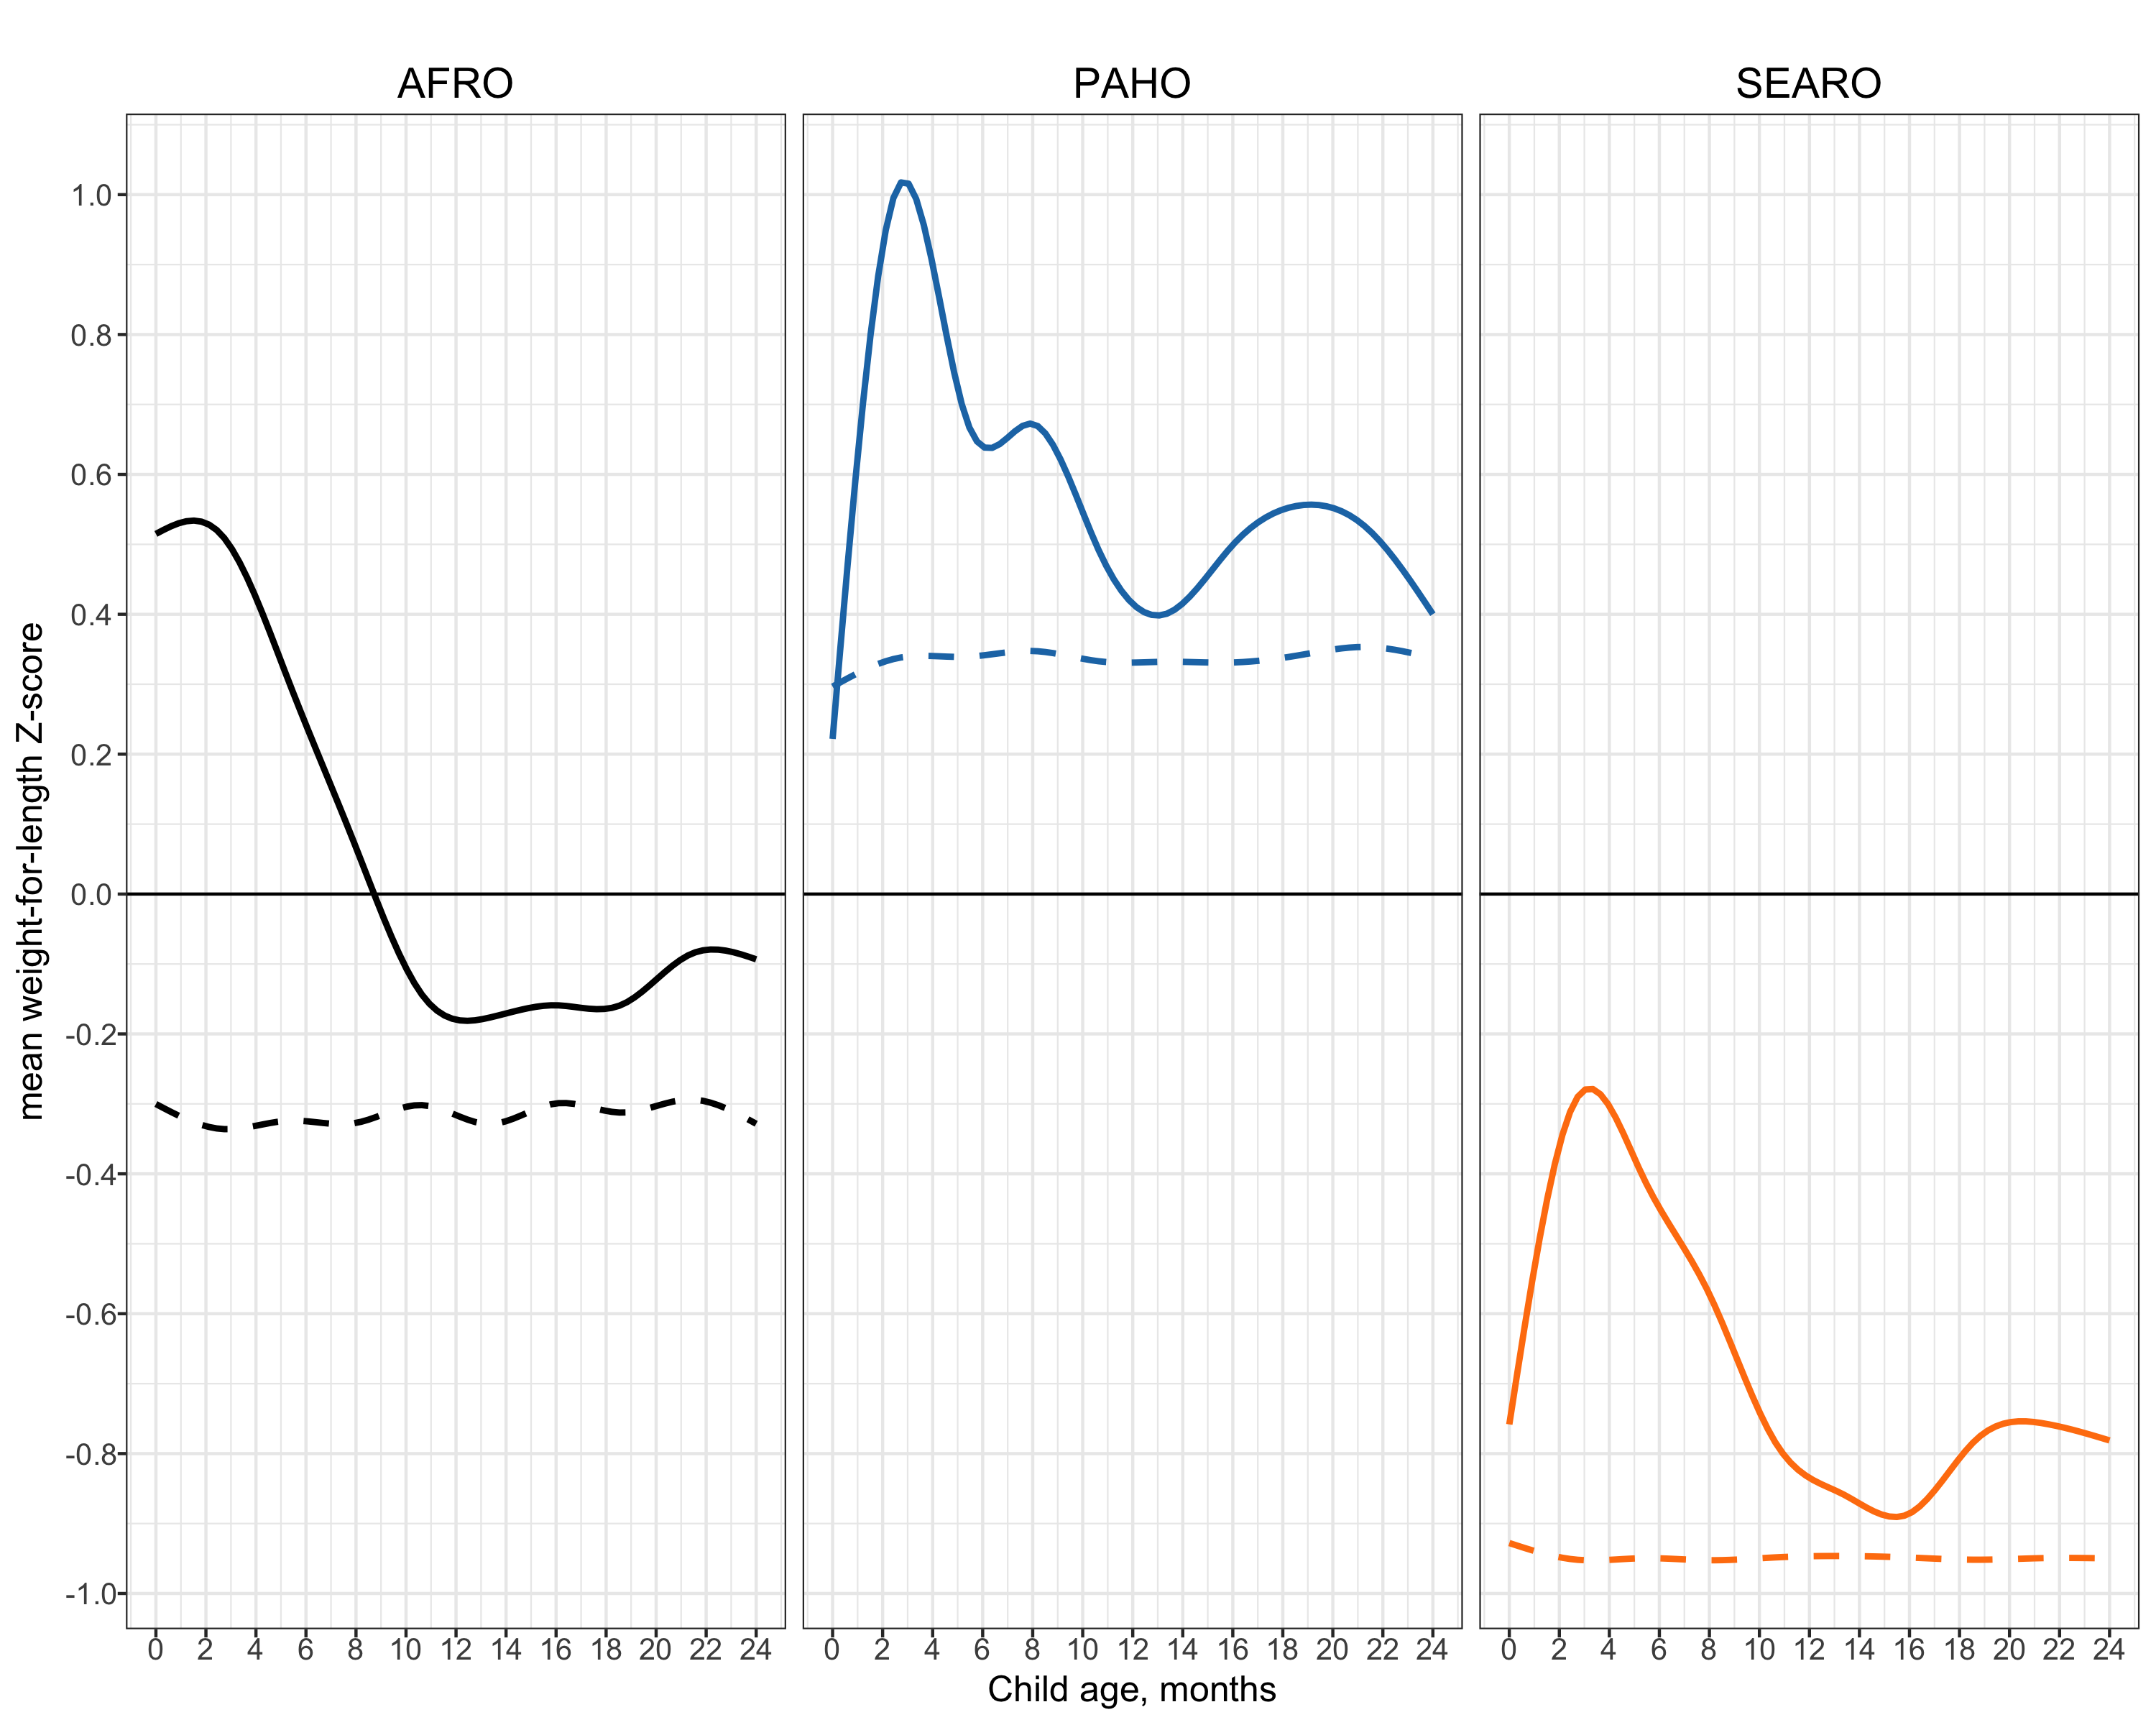 AFRO PAHO SEARO
mean weight-for-length Z-score
1.0
0.8
0.6
0.4
0.2
0.0
-0.2
-0.4
-0.6
-0.8
-1.0
0 2 4 6 8 10 12 14 16 18 20 22 24 0 2 4 6 8 10 12 14 16 18 20 22 24 0 2 4 6 8 10 12 14 16 18 20 22 24
Child age, months